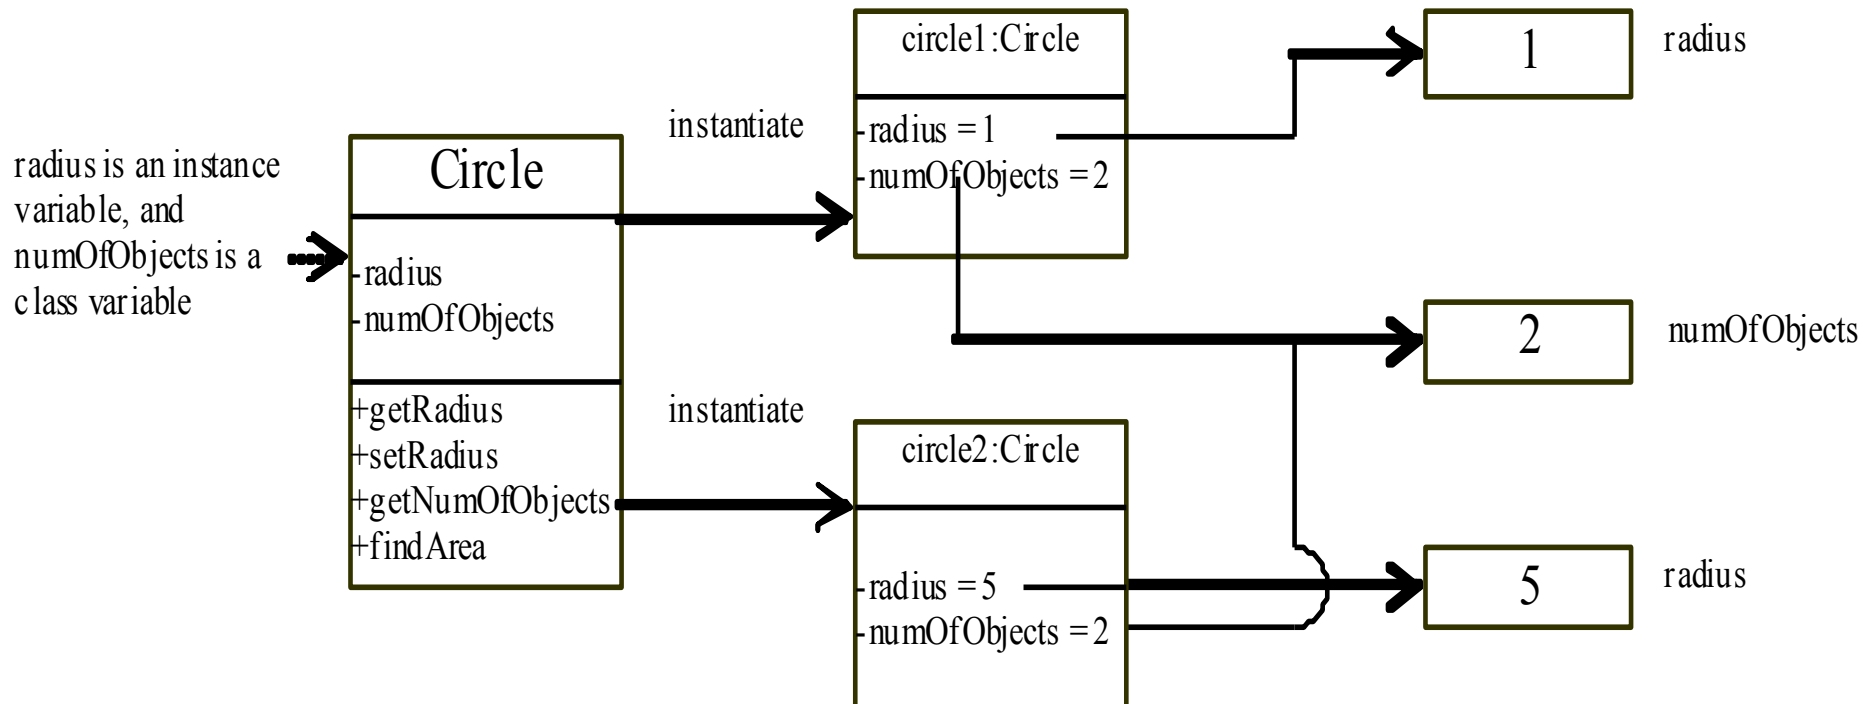 radius is an instance
variable, and
numOfObjects is a
class variable
Circle
-radius
-numOfObjects
+getRadius
+setRadius
+getNumOfObjects
+findArea
instantiate
instantiate
circle1:Circle
-radius = 1
-numOfObjects = 2
circle2:Circle
-radius = 5
-numOfObjects = 2
1
radius
2
numOfObjects
5
radius